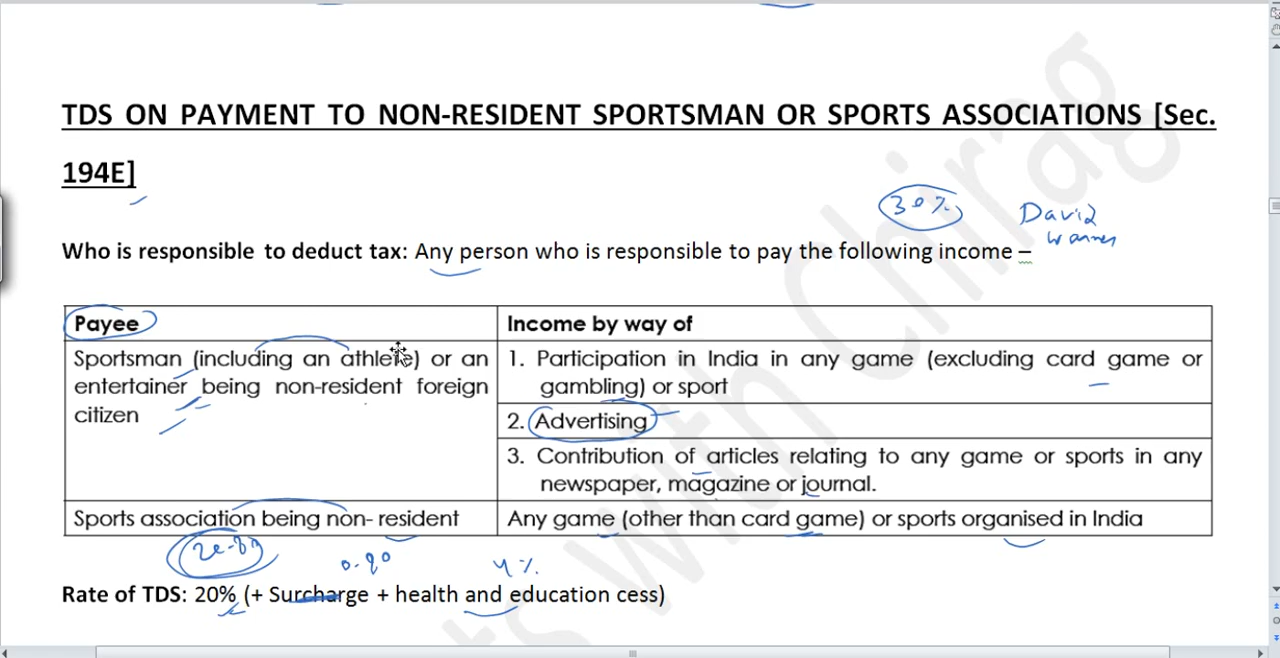 TDS ON PAYMENT TO NON-RESIDENT SPORTSMAN OR SPORTS ASSOCIATIONS [Sec.
194E]
30%
David
Warner
Who is responsible to deduct tax: Any person who is responsible to pay the following income –
Payee
Income by way of
Sportsman (including an athlete) or an
entertainer being non-resident foreign
citizen
1. Participation in India in any game (excluding card game or
gambling) or sport
2. Advertising
3. Contribution of articles relating to any game or sports in any
newspaper, magazine or journal.
Sports association being non- resident
Any game (other than card game) or sports organised in India
4%
Rate of TDS: 20% (+ Surcharge + health and education cess)
with Chirag